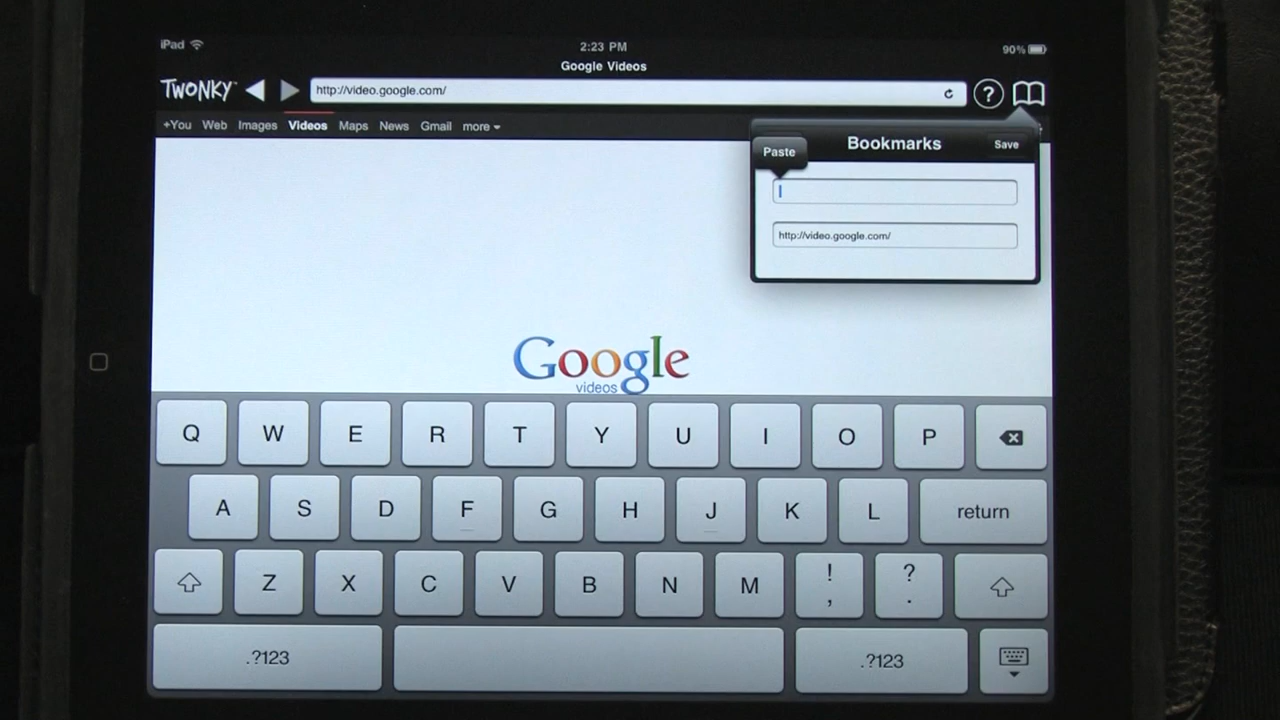 iPad 2:23 PM 90%
Google Videos
TWONKY http://video.google.com/ ?
+You Web Images Videos Maps News Gmail more
Paste Bookmarks Save
http://video.google.com/
Google
videos
Q W E R T Y U I O P
A S D F G H J K L return
Z X C V B N M ! , ? .
.?123 .?123